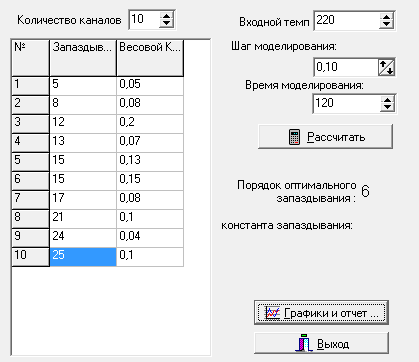 Количество каналов 10
Входной темп 220
№ Запаздыв... Весовой К...
1 5 0,05
2 8 0,08
3 12 0,2
4 13 0,07
5 15 0,13
6 15 0,15
7 17 0,08
8 21 0,1
9 24 0,04
10 25 0,1
Шаг моделирования:
0,10
Время моделирования:
120
Рассчитать
Порядок оптимального
запаздывания : 6
константа запаздывания:
Графики и отчет ...
Выход